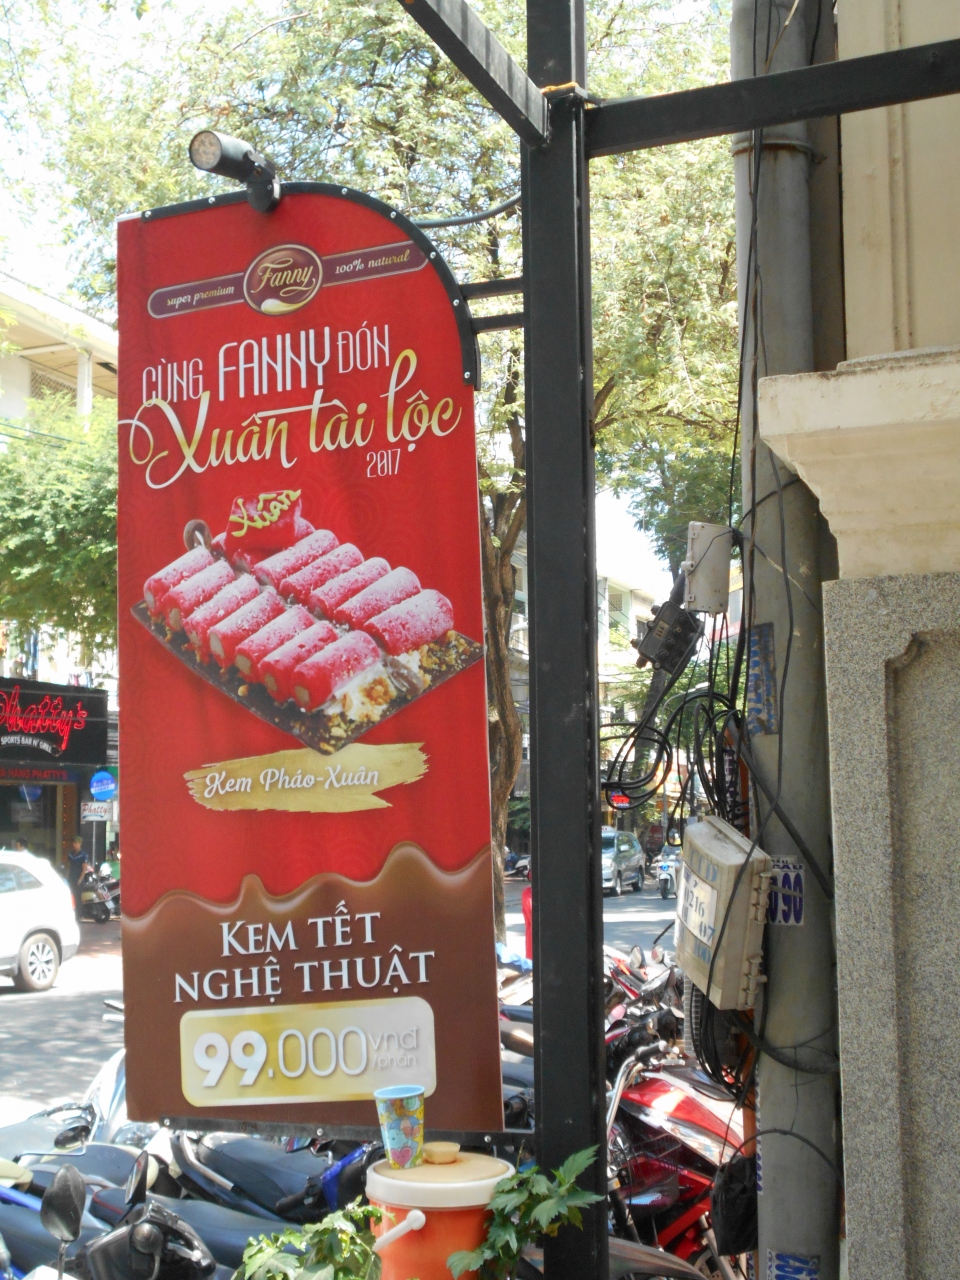 super premium Fanny 100% natural
CÙNG FANNY ĐÓN
Xuân tài lộc
2017
Xuân
Kem Pháo-Xuân
KEM TẾT
NGHỆ THUẬT
99.000 vnđ
/phần
Phatty's
SPORTS BAR N' GRILL
Phatty's